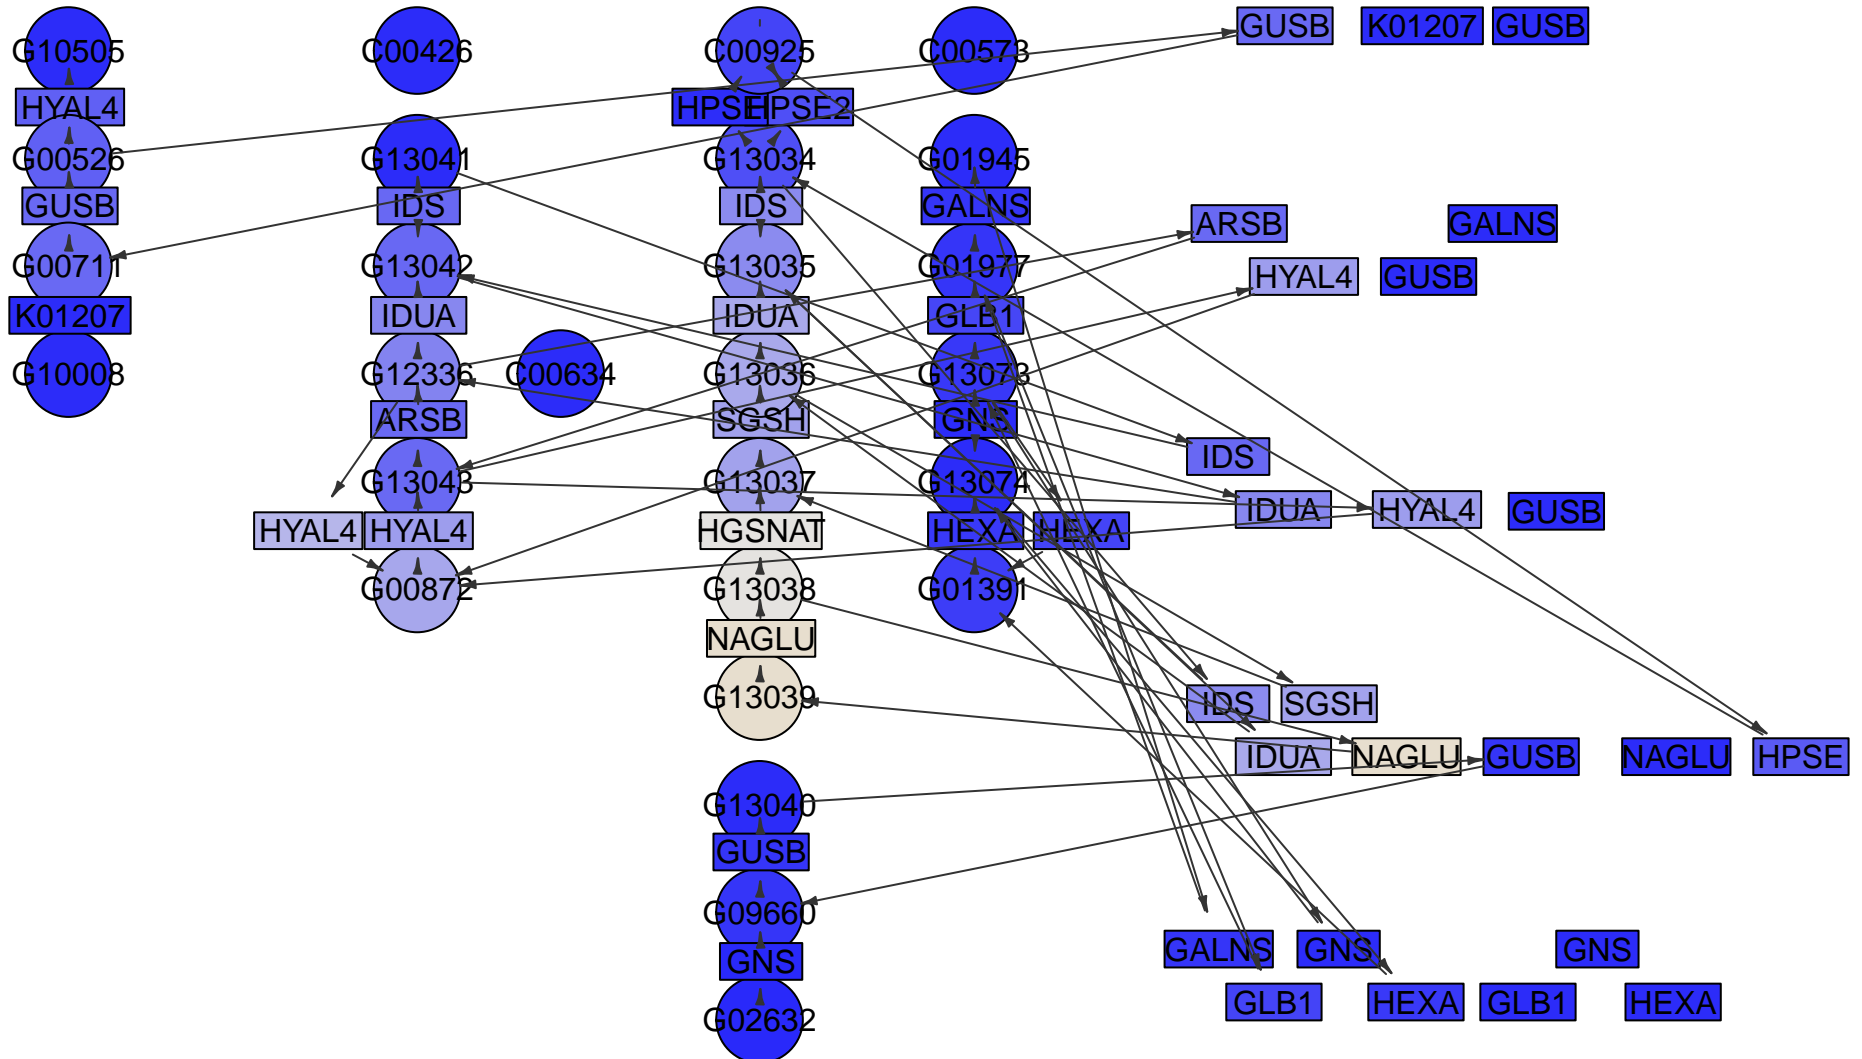 G10505 C00426 C00925 C00573 GUSB K01207 GUSB
HYAL4 HPSE HPSE2
G00526 G13041 G13034 G01945
GUSB IDS IDS GALNS ARSB GALNS
G00711 G13042 G13035 G01977 HYAL4 GUSB
K01207 IDUA IDUA GLB1
G10008 G12336 C00634 G13036 G13073
ARSB SGSH GNS
G13043 G13037 G13074 IDS
HYAL4 HYAL4 HGSNAT HEXA HEXA IDUA HYAL4 GUSB
G00872 G13038 G01391
NAGLU
G13039 IDS SGSH
IDUA NAGLU GUSB NAGLU HPSE
G13040
GUSB
G09660
GNS GALNS GNS GNS
G02632 GLB1 HEXA GLB1 HEXA